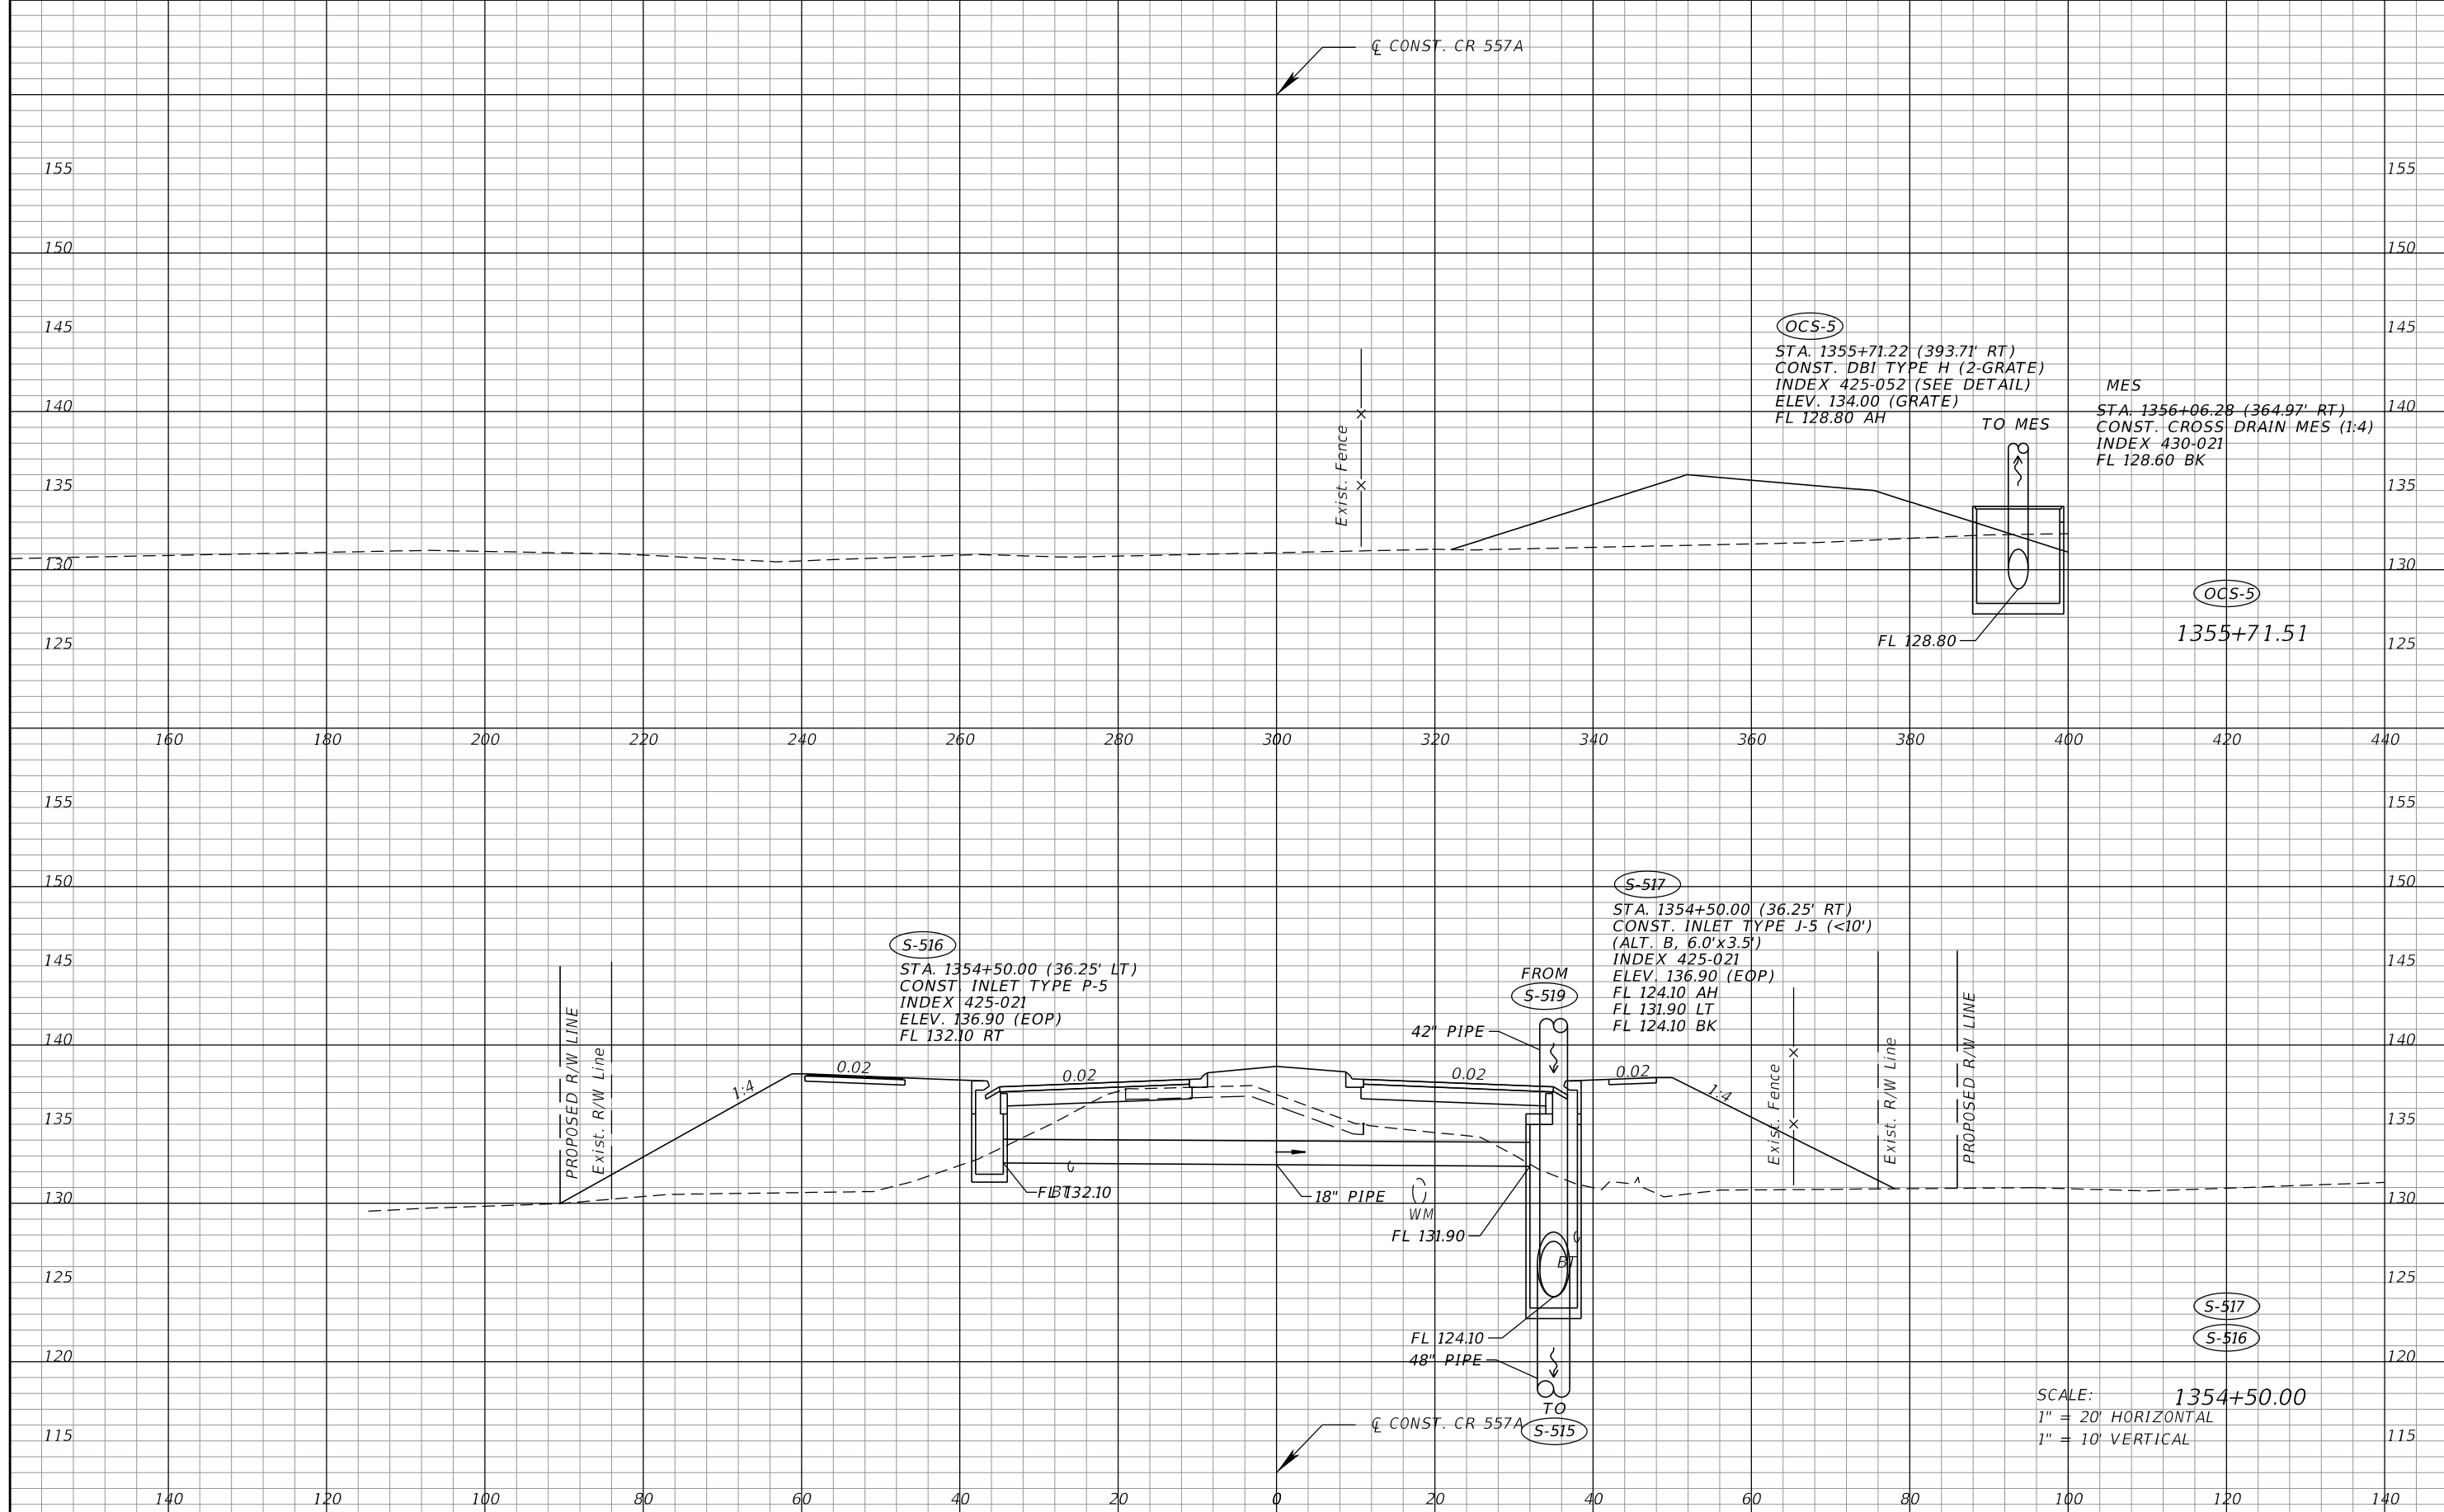 ℄ CONST. CR 557A
155 155
150 150
145 145
140 140
135 135
130 130
125 125
Exist. Fence
OCS-5
STA. 1355+71.22 (393.71' RT)
CONST. DBI TYPE H (2-GRATE)
INDEX 425-052 (SEE DETAIL)
ELEV. 134.00 (GRATE)
FL 128.80 AH
TO MES
MES
STA. 1356+06.28 (364.97' RT)
CONST. CROSS DRAIN MES (1:4)
INDEX 430-021
FL 128.60 BK
FL 128.80
OCS-5
1355+71.51
160 180 200 220 240 260 280 300 320 340 360 380 400 420 440
155 155
150 150
145 145
140 140
135 135
130 130
125 125
120 120
115 115
S-516
STA. 1354+50.00 (36.25' LT)
CONST. INLET TYPE P-5
INDEX 425-021
ELEV. 136.90 (EOP)
FL 132.10 RT
S-517
STA. 1354+50.00 (36.25' RT)
CONST. INLET TYPE J-5 (<10')
(ALT. B, 6.0'x3.5')
INDEX 425-021
ELEV. 136.90 (EOP)
FL 124.10 AH
FL 131.90 LT
FL 124.10 BK
FROM
S-519
42" PIPE
PROPOSED R/W LINE
Exist. R/W Line
1:4
0.02
0.02
0.02
0.02
1:4
Exist. Fence
Exist. R/W Line
PROPOSED R/W LINE
FL 132.10
BT
18" PIPE
WM
FL 131.90
BT
FL 124.10
48" PIPE
TO
S-515
℄ CONST. CR 557A
S-517
S-516
1354+50.00
SCALE:
1" = 20' HORIZONTAL
1" = 10' VERTICAL
140 120 100 80 60 40 20 0 20 40 60 80 100 120 140